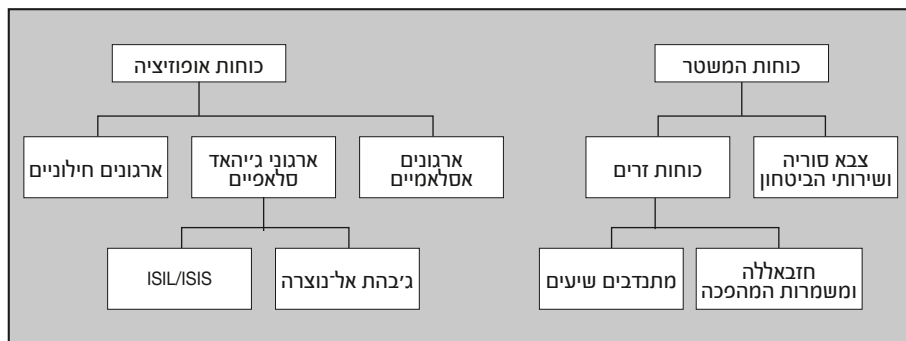 כוחות המשטר
צבא סוריה
ושירותי הביטחון
כוחות זרים
חזבאללה
ומשמרות המהפכה
מתנדבים שיעים
כוחות אופוזיציה
ארגונים
אסלאמיים
ארגוני ג׳יהאד
סלאפיים
ארגונים חילוניים
ג׳בהת אל־נוצרה
ISIL/ISIS